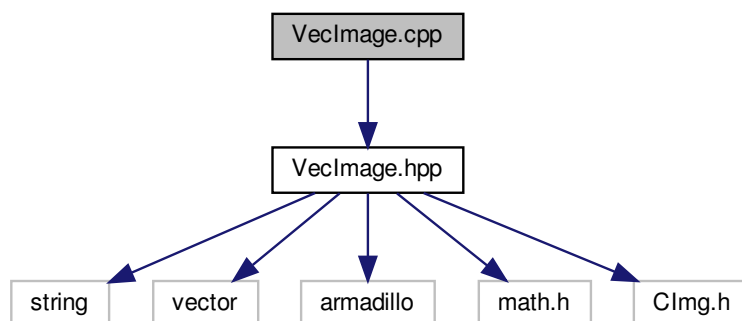 VecImage.cpp
VecImage.hpp
string
vector
armadillo
math.h
CImg.h